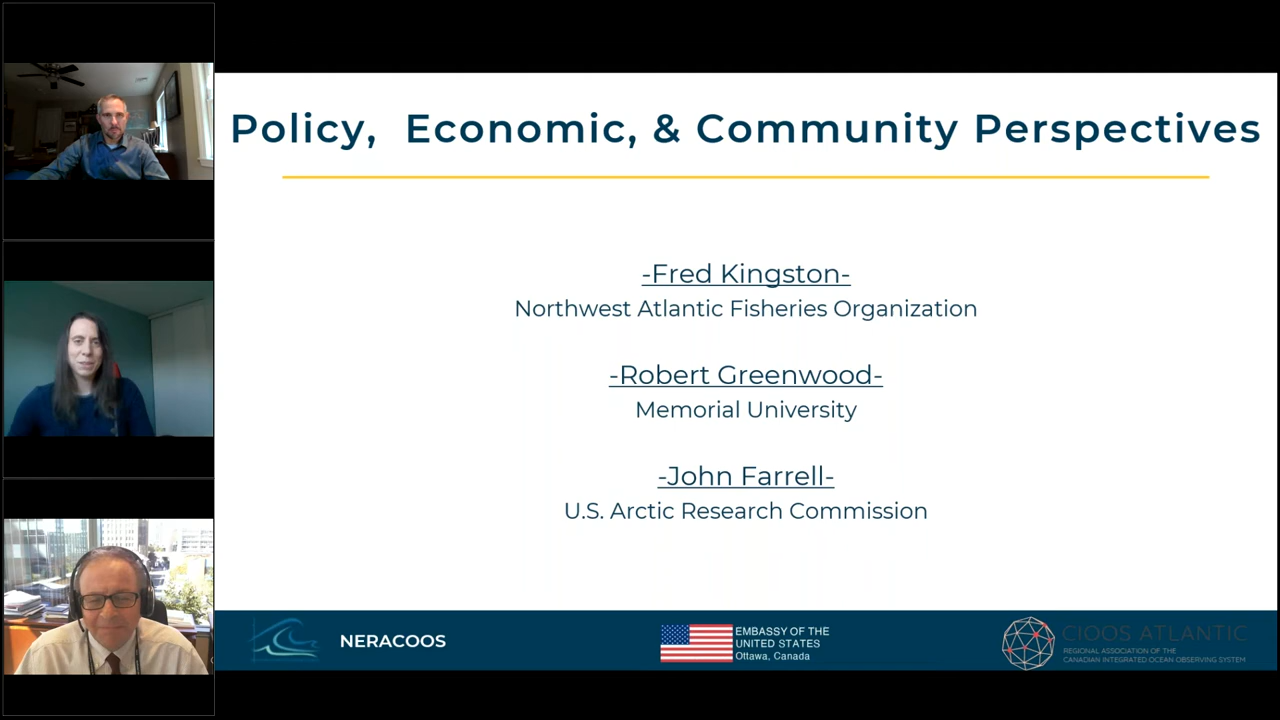 Policy, Economic, & Community Perspectives
-Fred Kingston-
Northwest Atlantic Fisheries Organization
-Robert Greenwood-
Memorial University
-John Farrell-
U.S. Arctic Research Commission
NERACOOS
EMBASSY OF THE
UNITED STATES
Ottawa, Canada
CIOOS ATLANTIC
REGIONAL ASSOCIATION OF THE
CANADIAN INTEGRATED OCEAN OBSERVING SYSTEM